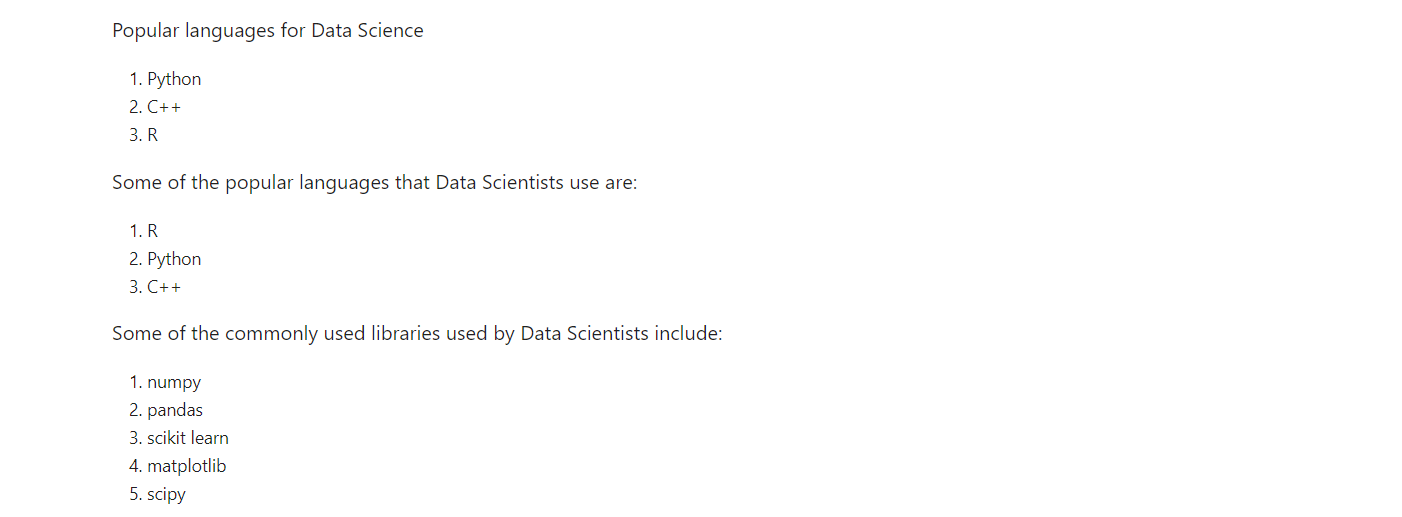 Popular languages for Data Science
1. Python
2. C++
3. R
Some of the popular languages that Data Scientists use are:
1. R
2. Python
3. C++
Some of the commonly used libraries used by Data Scientists include:
1. numpy
2. pandas
3. scikit learn
4. matplotlib
5. scipy